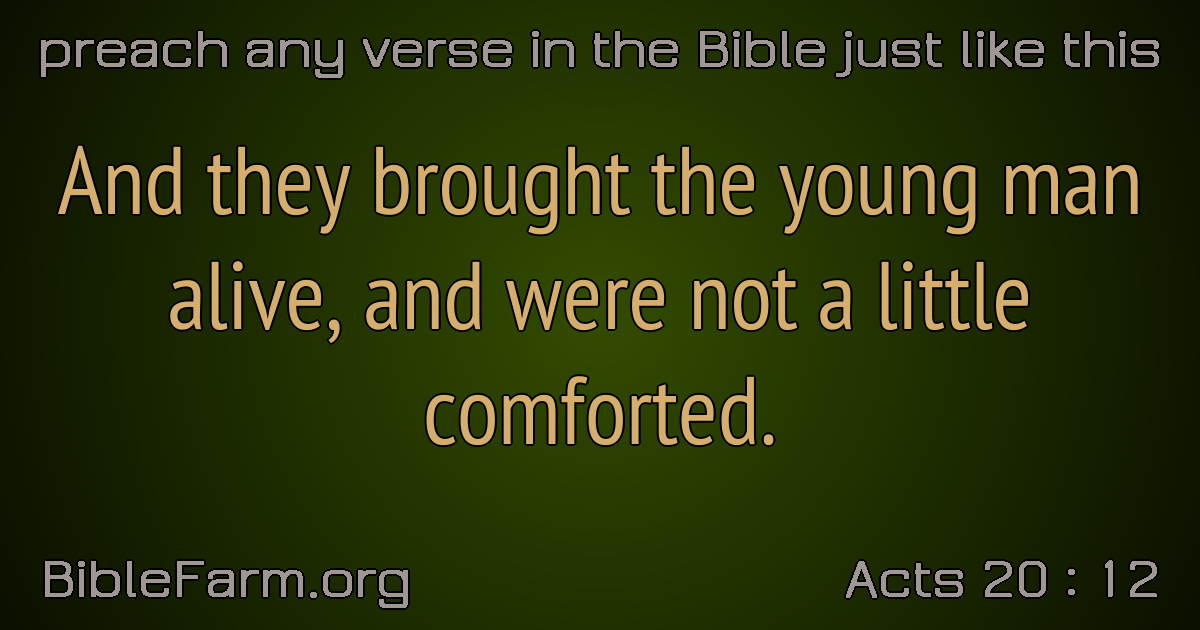 preach any verse in the Bible just like this
And they brought the young man
alive, and were not a little
comforted.
BibleFarm.org
Acts 20 : 12